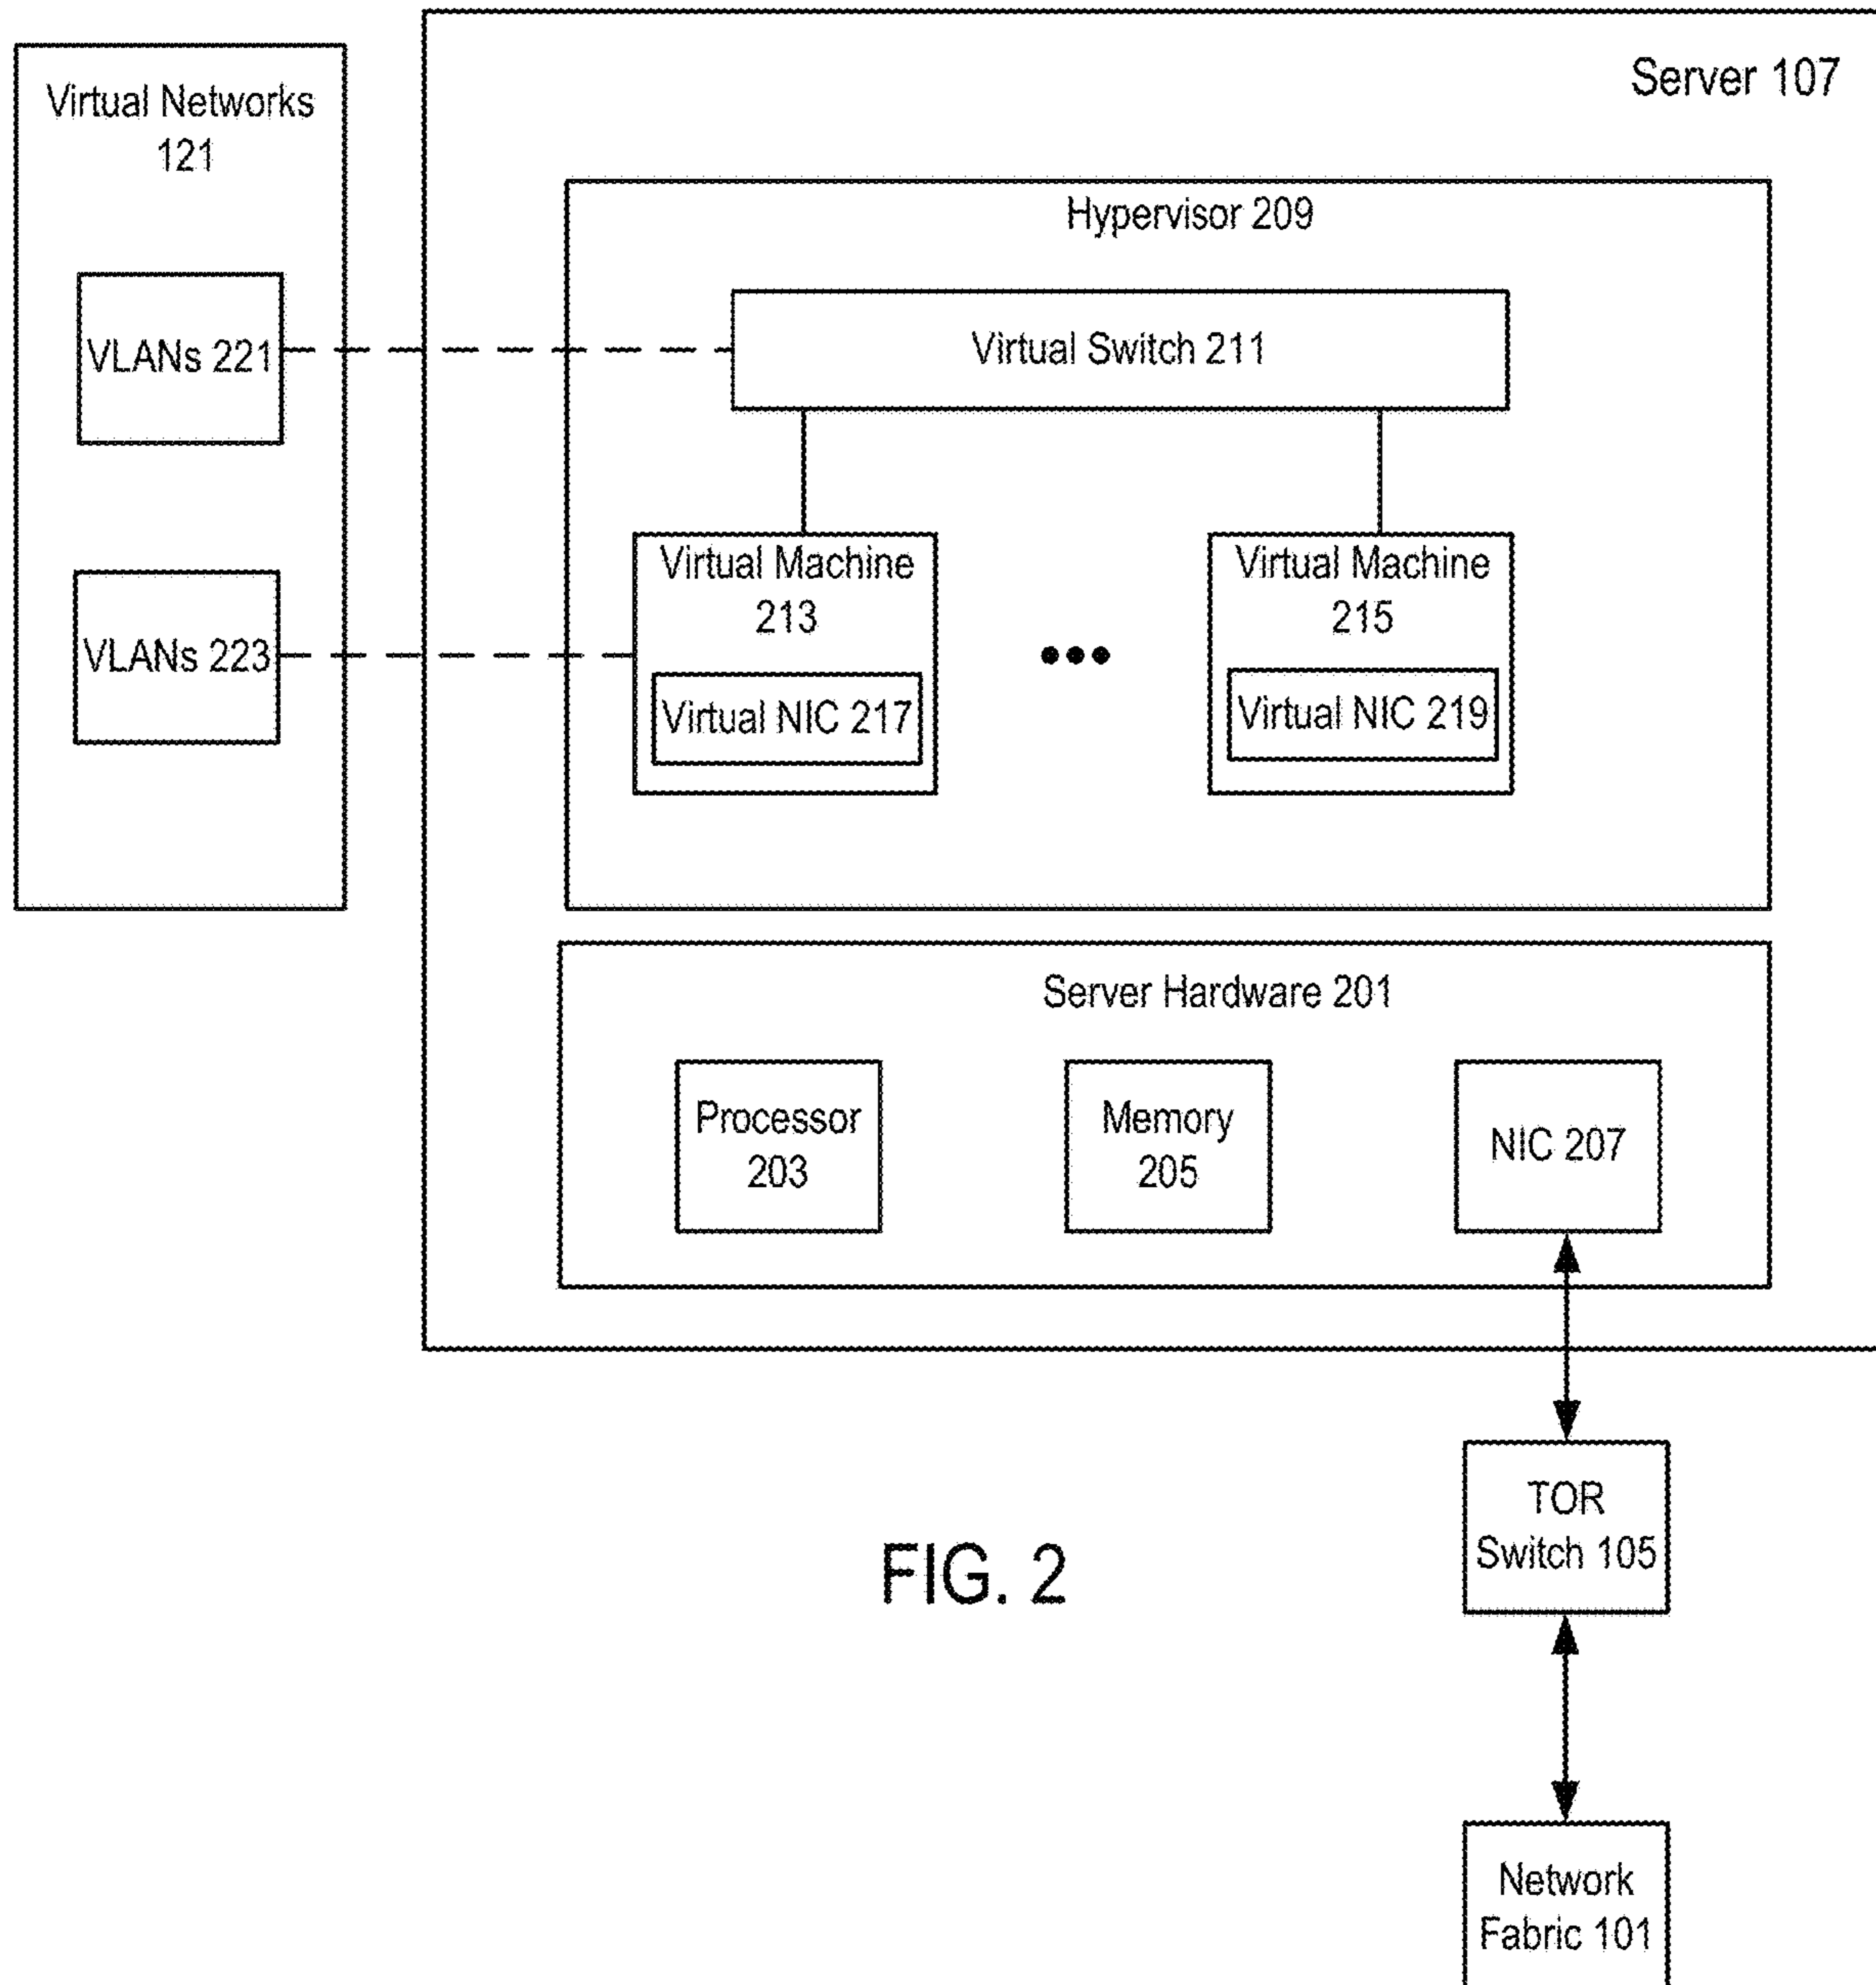 Server 107
Virtual Networks
121
Hypervisor 209
VLANs 221
Virtual Switch 211
Virtual Machine
213
Virtual Machine
215
VLANs 223
Virtual NIC 217
Virtual NIC 219
Server Hardware 201
Processor
203
Memory
205
NIC 207
TOR
Switch 105
FIG. 2
Network
Fabric 101